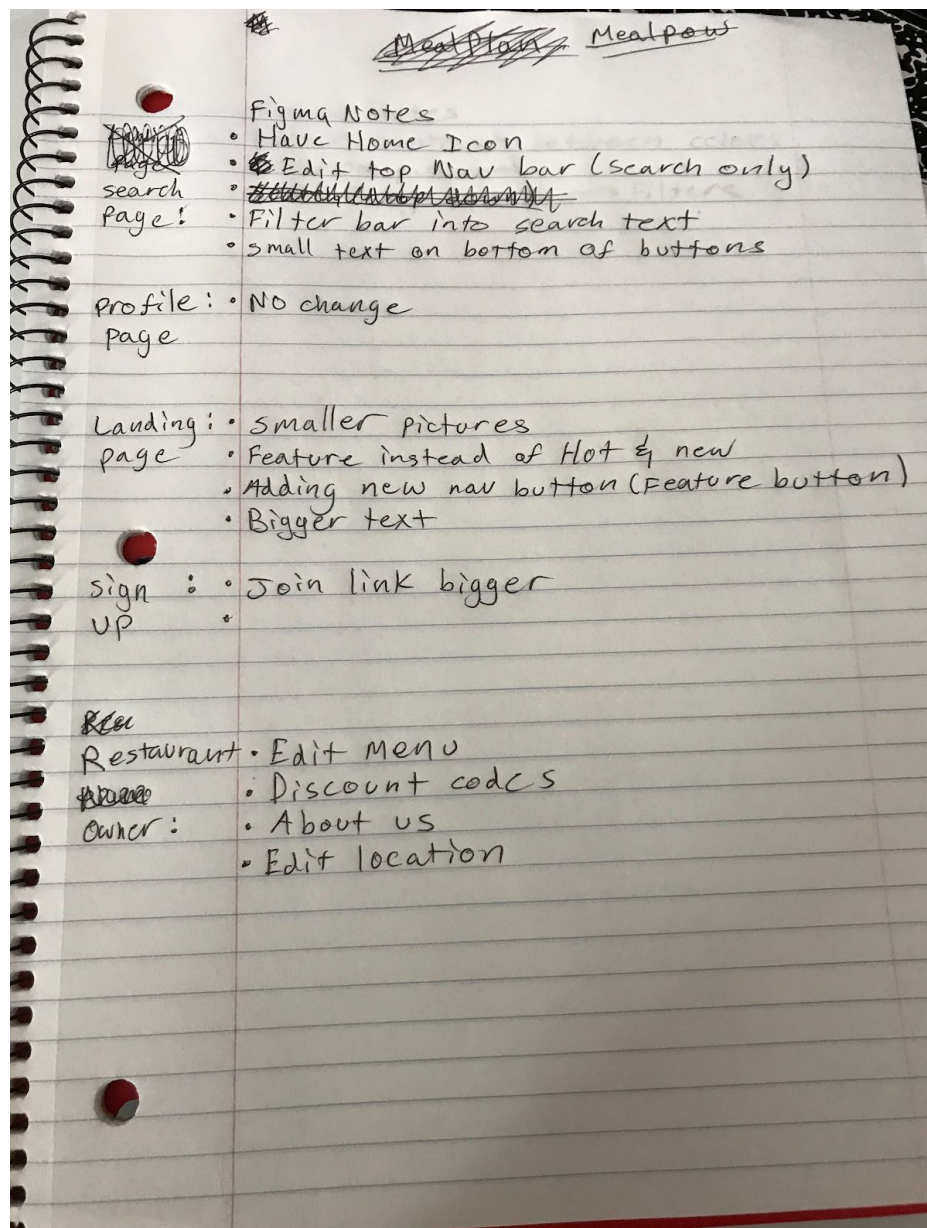 MealPlan Mealpow
Figma Notes
• Have Home Icon
Page • Edit top Nav bar (search only)
search •
Page: • Filter bar into search text
• small text on bottom of buttons
Profile: • No change
page
Landing: • smaller pictures
page • Feature instead of Hot & new
• Adding new nav button (Feature button)
• Bigger text
sign : • Join link bigger
UP •
Restaurant • Edit Menu
• Discount codes
owner: • About us
• Edit location